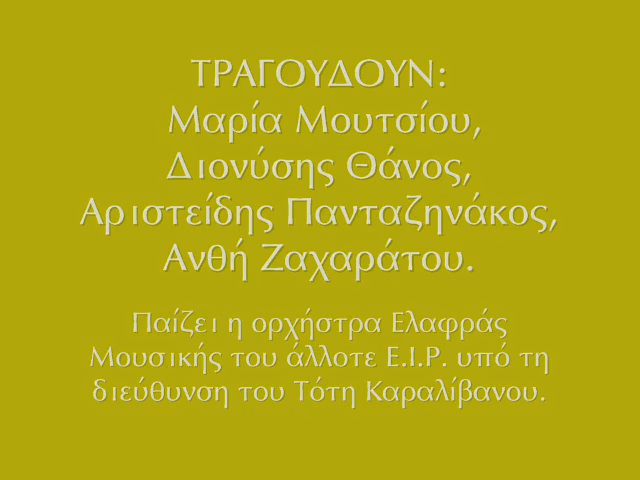 ΤΡΑΓΟΥΔΟΥΝ:
Μαρία Μουτσίου,
Διονύσης Θάνος,
Αριστείδης Πανταζηνάκος,
Ανθή Ζαχαράτου.
Παίζει η ορχήστρα Ελαφράς
Μουσικής του άλλοτε Ε.Ι.Ρ. υπό τη
διεύθυνση του Τότη Καραλίβανου.